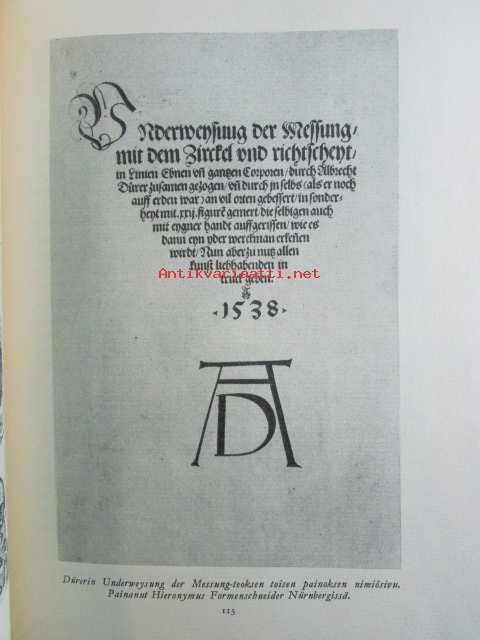 Underweysuug der Messung/
mit dem Zirckel vnd richtscheyt/
in Linien Ebnen vñ gantzen Corporen/durch Albrecht
Dürer zusamen gezogen/vñ durch jn selbs (als er noch
auff erden war) an vil orten gebessert/in sonder-
heyt mit.xxij.figurē gemert/die selbigen auch
mit eygner handt auffgerissen/wie es
dann eyn yder werckman erkeñen
wirdt/Nun aber zu nutz allen
kunst liebhabenden in
truck geben.
Antikvariaatti.net
·1538·
AD
Dürerin Underweysung der Messung-teoksen toisen painoksen nimiösivu.
Painanut Hieronymus Formenschneider Nürnbergissä.
115